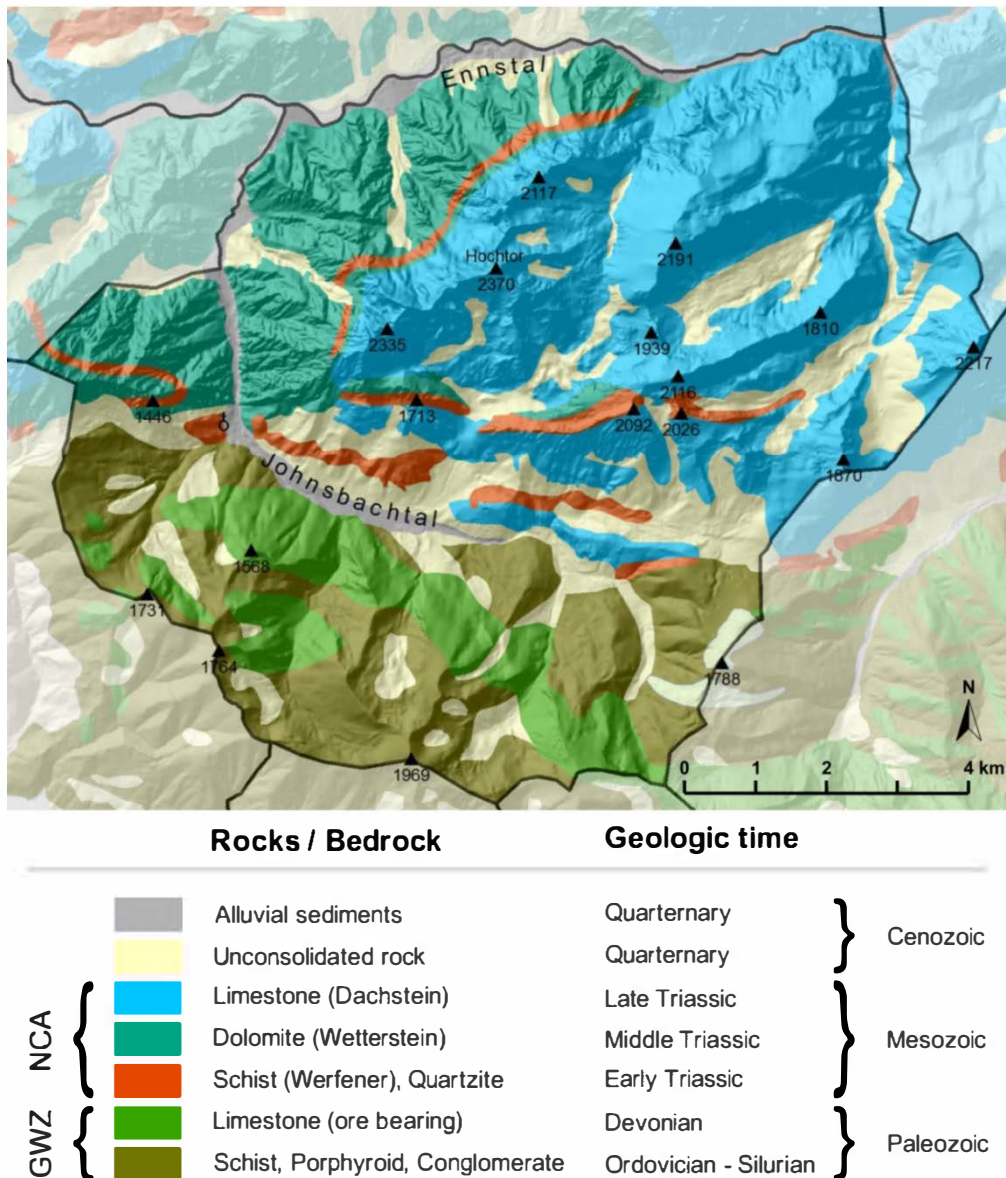 Ennstal
2117
Hochtor
2370
2191
2335
1939
1810
2217
1446
1713
2116
2092
2026
1870
Johnsbachtal
1568
1731
1764
1788
1969
N
0 1 2 4 km
Rocks / Bedrock Geologic time
Alluvial sediments Quarternary
Unconsolidated rock Quarternary
Cenozoic
NCA
Limestone (Dachstein) Late Triassic
Dolomite (Wetterstein) Middle Triassic
Mesozoic
Schist (Werfener), Quartzite Early Triassic
GWZ
Limestone (ore bearing) Devonian
Paleozoic
Schist, Porphyroid, Conglomerate Ordovician - Silurian